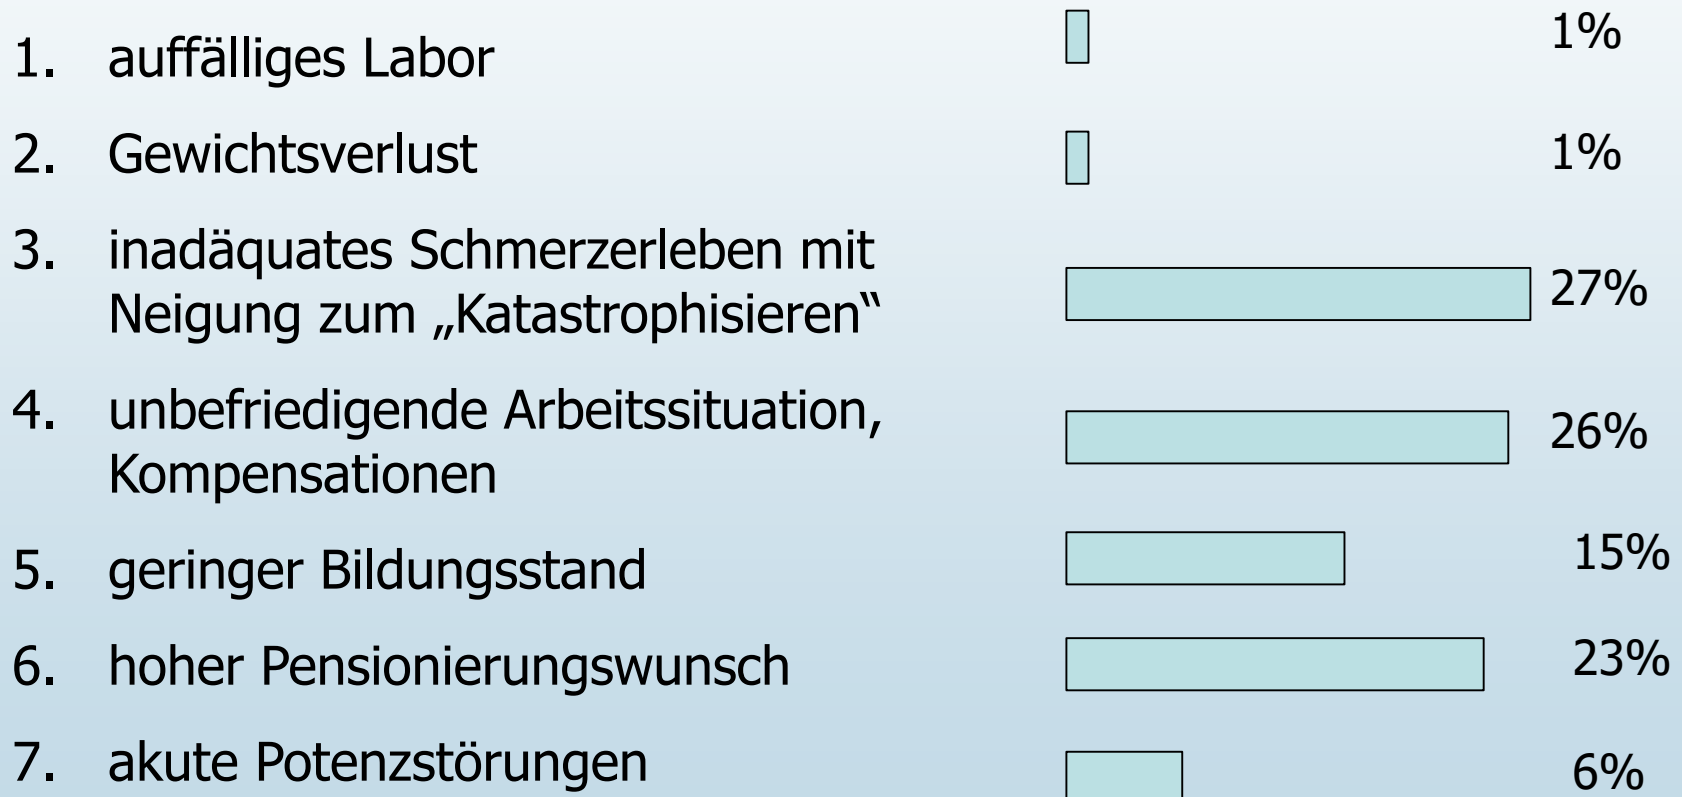 1. auffälliges Labor 1%
2. Gewichtsverlust 1%
3. inadäquates Schmerzerleben mit
Neigung zum „Katastrophisieren“ 27%
4. unbefriedigende Arbeitssituation,
Kompensationen 26%
5. geringer Bildungsstand 15%
6. hoher Pensionierungswunsch 23%
7. akute Potenzstörungen 6%